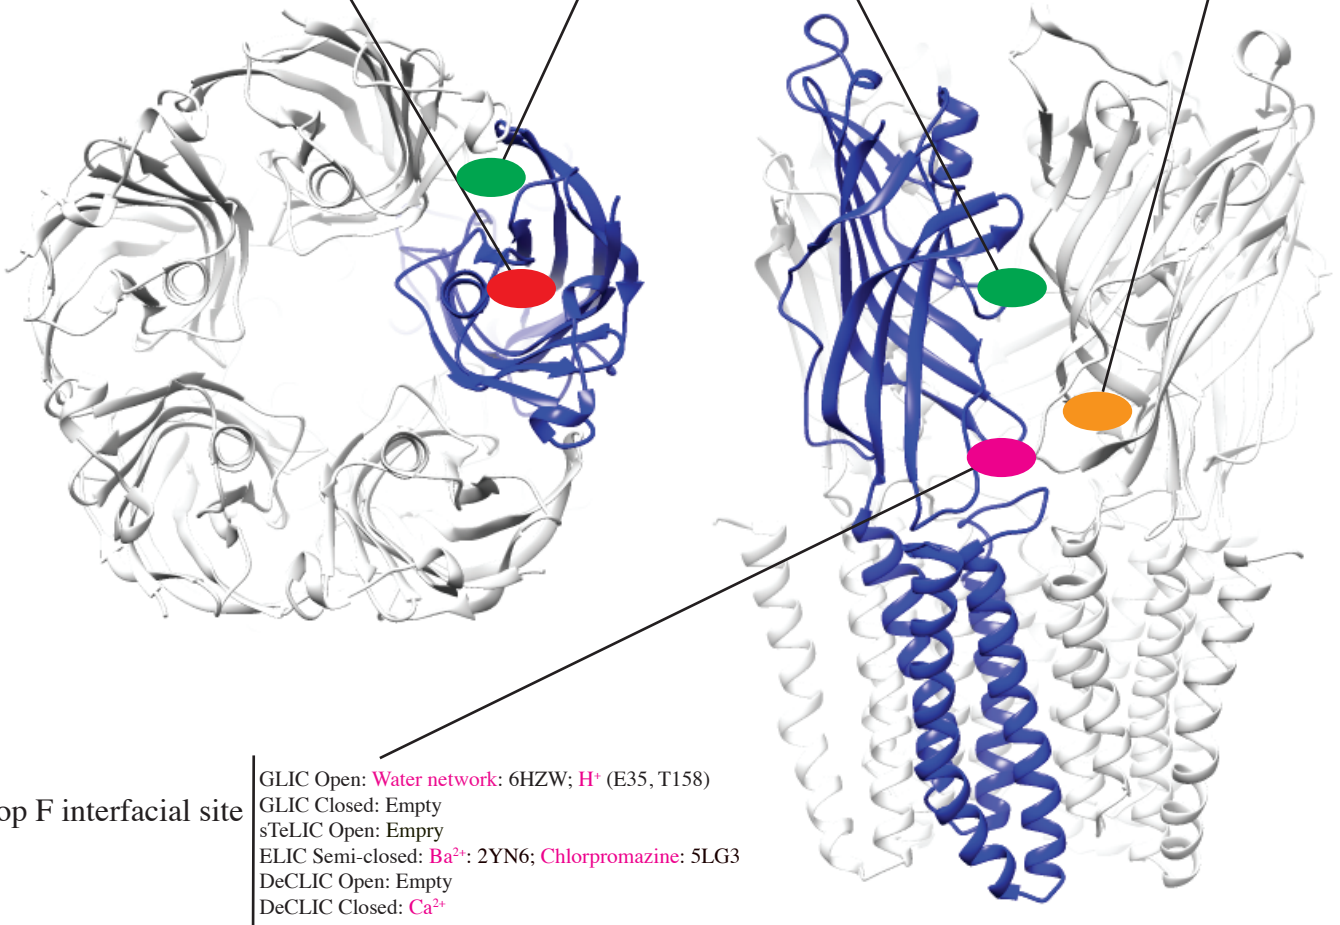 GLIC Open: Water network: 6HZW; H⁺ (E35, T158)
op F interfacial site
GLIC Closed: Empty
sTeLIC Open: Empry
ELIC Semi-closed: Ba²⁺: 2YN6; Chlorpromazine: 5LG3
DeCLIC Open: Empty
DeCLIC Closed: Ca²⁺